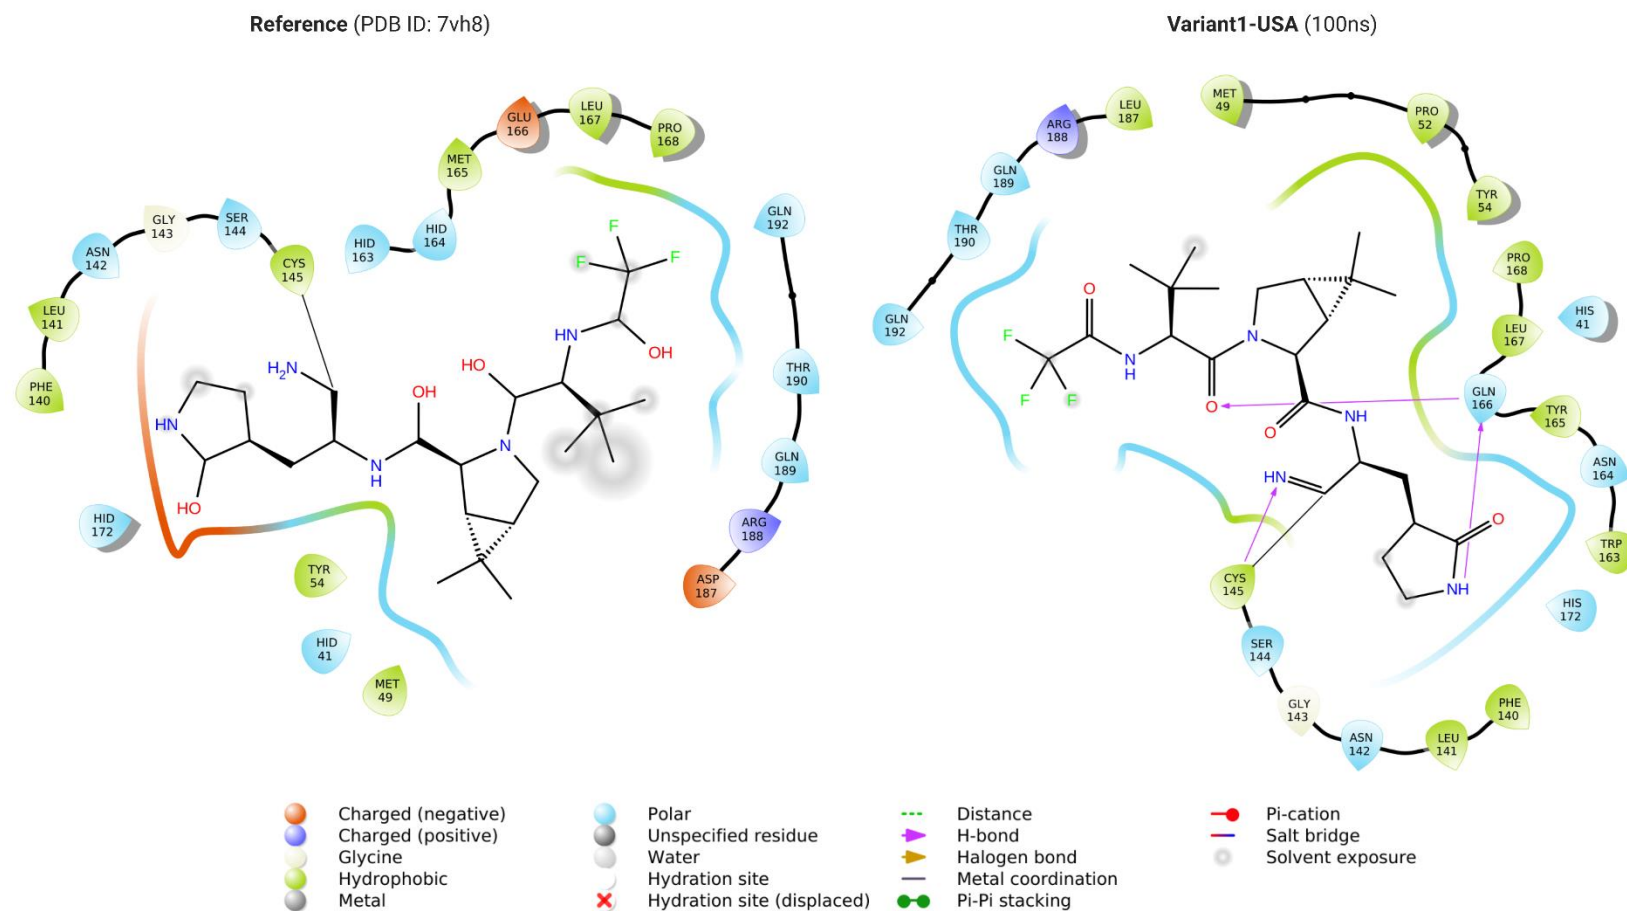 Reference (PDB ID: 7vh8)
Variant1-USA (100ns)
GLU
166
LEU
167
PRO
168
MET
165
HID
164
HID
163
SER
144
GLY
143
ASN
142
CYS
145
LEU
141
PHE
140
GLN
192
THR
190
GLN
189
ARG
188
ASP
187
HID
172
TYR
54
HID
41
MET
49
F
F
F
HN
OH
HO
OH
H2N
HN
N
H
N
HO
MET
49
PRO
52
TYR
54
LEU
187
ARG
188
GLN
189
THR
190
GLN
192
PRO
168
HIS
41
LEU
167
GLN
166
TYR
165
ASN
164
TRP
163
HIS
172
CYS
145
SER
144
GLY
143
ASN
142
LEU
141
PHE
140
O
F
F
F
N
H
O
N
O
NH
HN
O
NH
Charged (negative)
Charged (positive)
Glycine
Hydrophobic
Metal
Polar
Unspecified residue
Water
Hydration site
Hydration site (displaced)
Distance
H-bond
Halogen bond
Metal coordination
Pi-Pi stacking
Pi-cation
Salt bridge
Solvent exposure